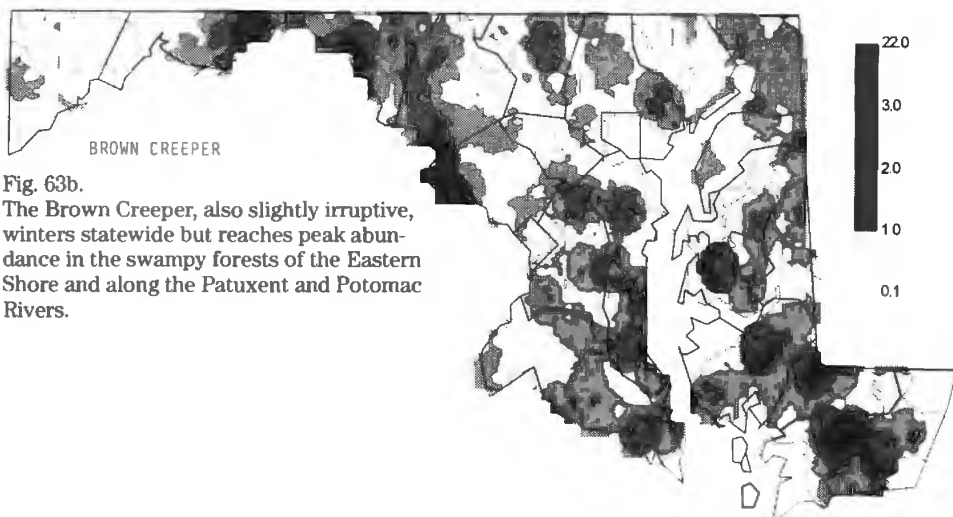 BROWN CREEPER
Fig. 63b.
The Brown Creeper, also slightly irruptive,
winters statewide but reaches peak abun-
dance in the swampy forests of the Eastern
Shore and along the Patuxent and Potomac
Rivers.
22.0
3.0
2.0
1.0
0.1